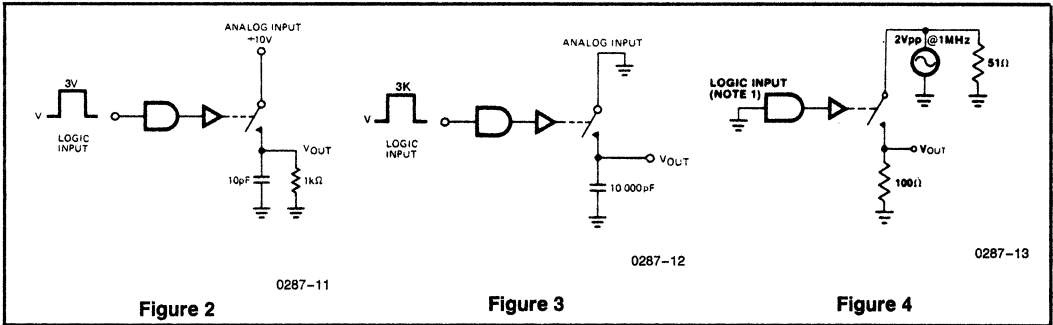 ANALOG INPUT
+10V
3V
V
LOGIC
INPUT
VOUT
10pF
1kΩ
0287-11
Figure 2
ANALOG INPUT
3K
V
LOGIC
INPUT
VOUT
10 000pF
0287-12
Figure 3
2Vpp @1MHz
51Ω
LOGIC INPUT
(NOTE 1)
VOUT
100Ω
0287-13
Figure 4